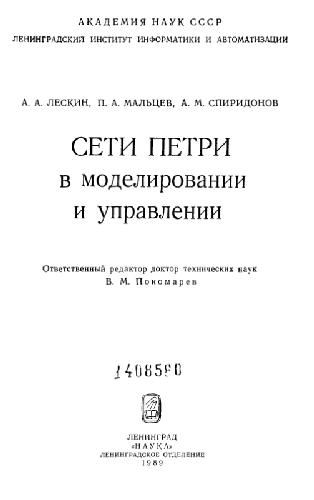 АКАДЕМИЯ НАУК СССР
ЛЕНИНГРАДСКИЙ ИНСТИТУТ ИНФОРМАТИКИ И АВТОМАТИЗАЦИИ
А. А. ЛЕСКИН, П. А. МАЛЬЦЕВ, А. М. СПИРИДОНОВ
СЕТИ ПЕТРИ
в моделировании
и управлении
Ответственный редактор доктор технических наук
В. М. Пономарев
ЛЕНИНГРАД
«НАУКА»
ЛЕНИНГРАДСКОЕ ОТДЕЛЕНИЕ
1989